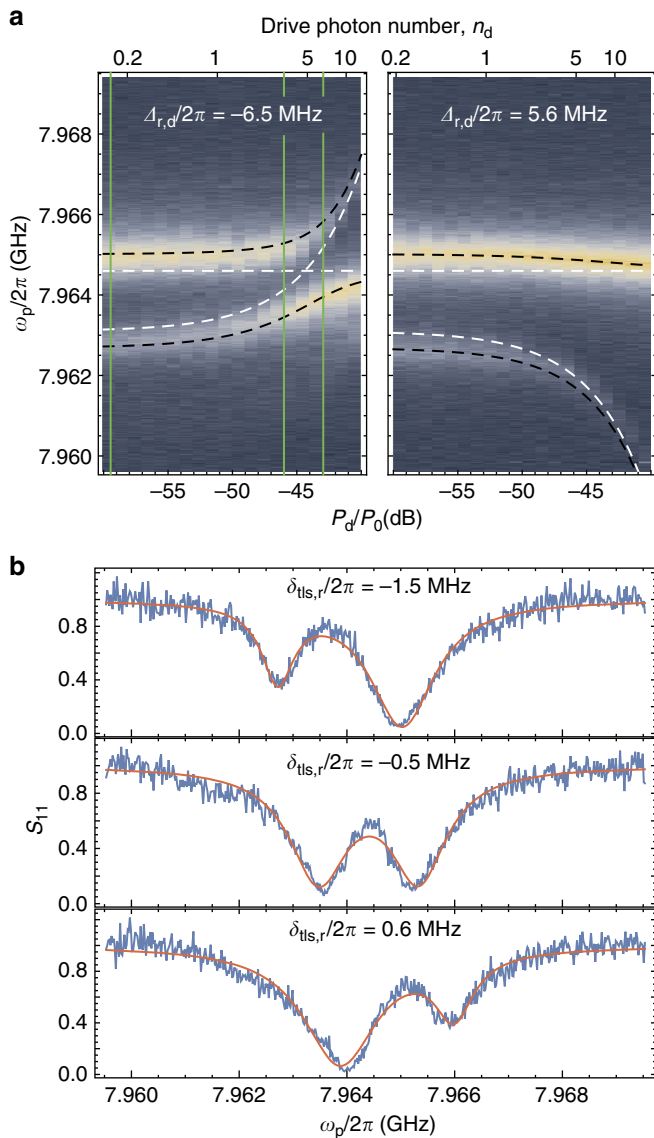 a
Drive photon number, n_d
0.2 1 5 10 0.2 1 5 10
Δ_r,d/2π = −6.5 MHz Δ_r,d/2π = 5.6 MHz
7.968
7.966
7.964
7.962
7.960
ω_p/2π (GHz)
−55 −50 −45 −55 −50 −45
P_d/P_0(dB)
b
δ_tls,r/2π = −1.5 MHz
0.8
0.4
0.0
δ_tls,r/2π = −0.5 MHz
0.8
0.4
0.0
S_11
δ_tls,r/2π = 0.6 MHz
0.8
0.4
0.0
7.960 7.962 7.964 7.966 7.968
ω_p/2π (GHz)